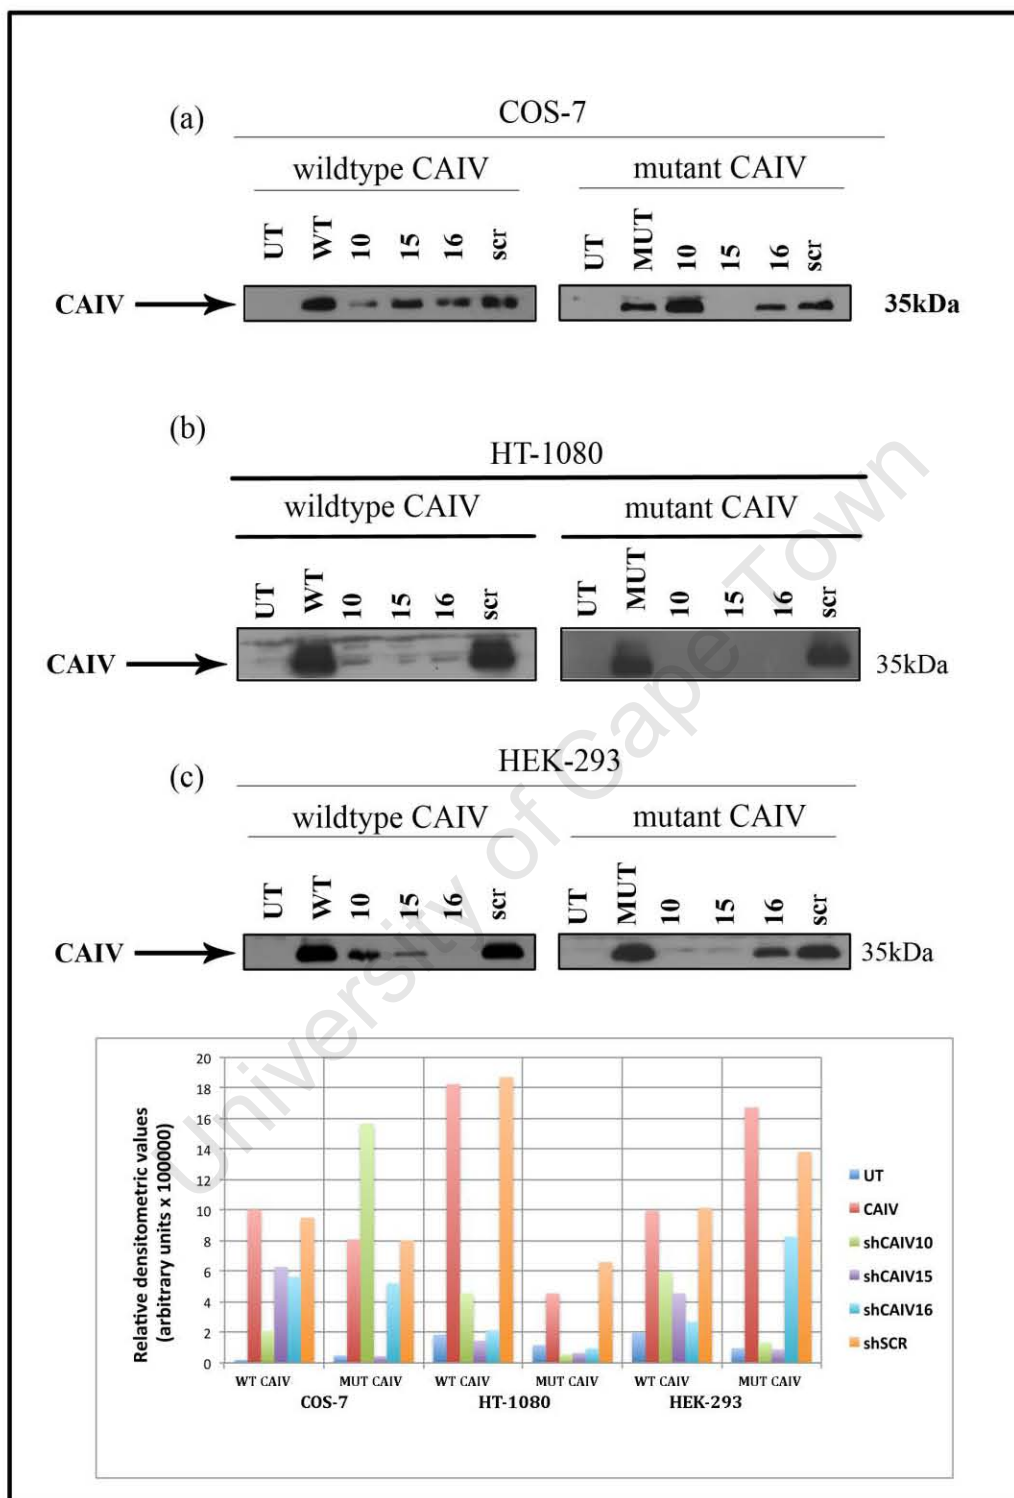 (a)
COS-7
wildtype CAIV
mutant CAIV
UT WT 10 15 16 scr
UT MUT 10 15 16 scr
CAIV
35kDa
(b)
HT-1080
wildtype CAIV
mutant CAIV
UT WT 10 15 16 scr
UT MUT 10 15 16 scr
CAIV
35kDa
(c)
HEK-293
wildtype CAIV
mutant CAIV
UT WT 10 15 16 scr
UT MUT 10 15 16 scr
CAIV
35kDa
Relative densitometric values
(arbitrary units x 100000)
20
18
16
14
12
10
8
6
4
2
0
WT CAIV MUT CAIV WT CAIV MUT CAIV WT CAIV MUT CAIV
COS-7 HT-1080 HEK-293
UT
CAIV
shCAIV10
shCAIV15
shCAIV16
shSCR
University of Cape Town